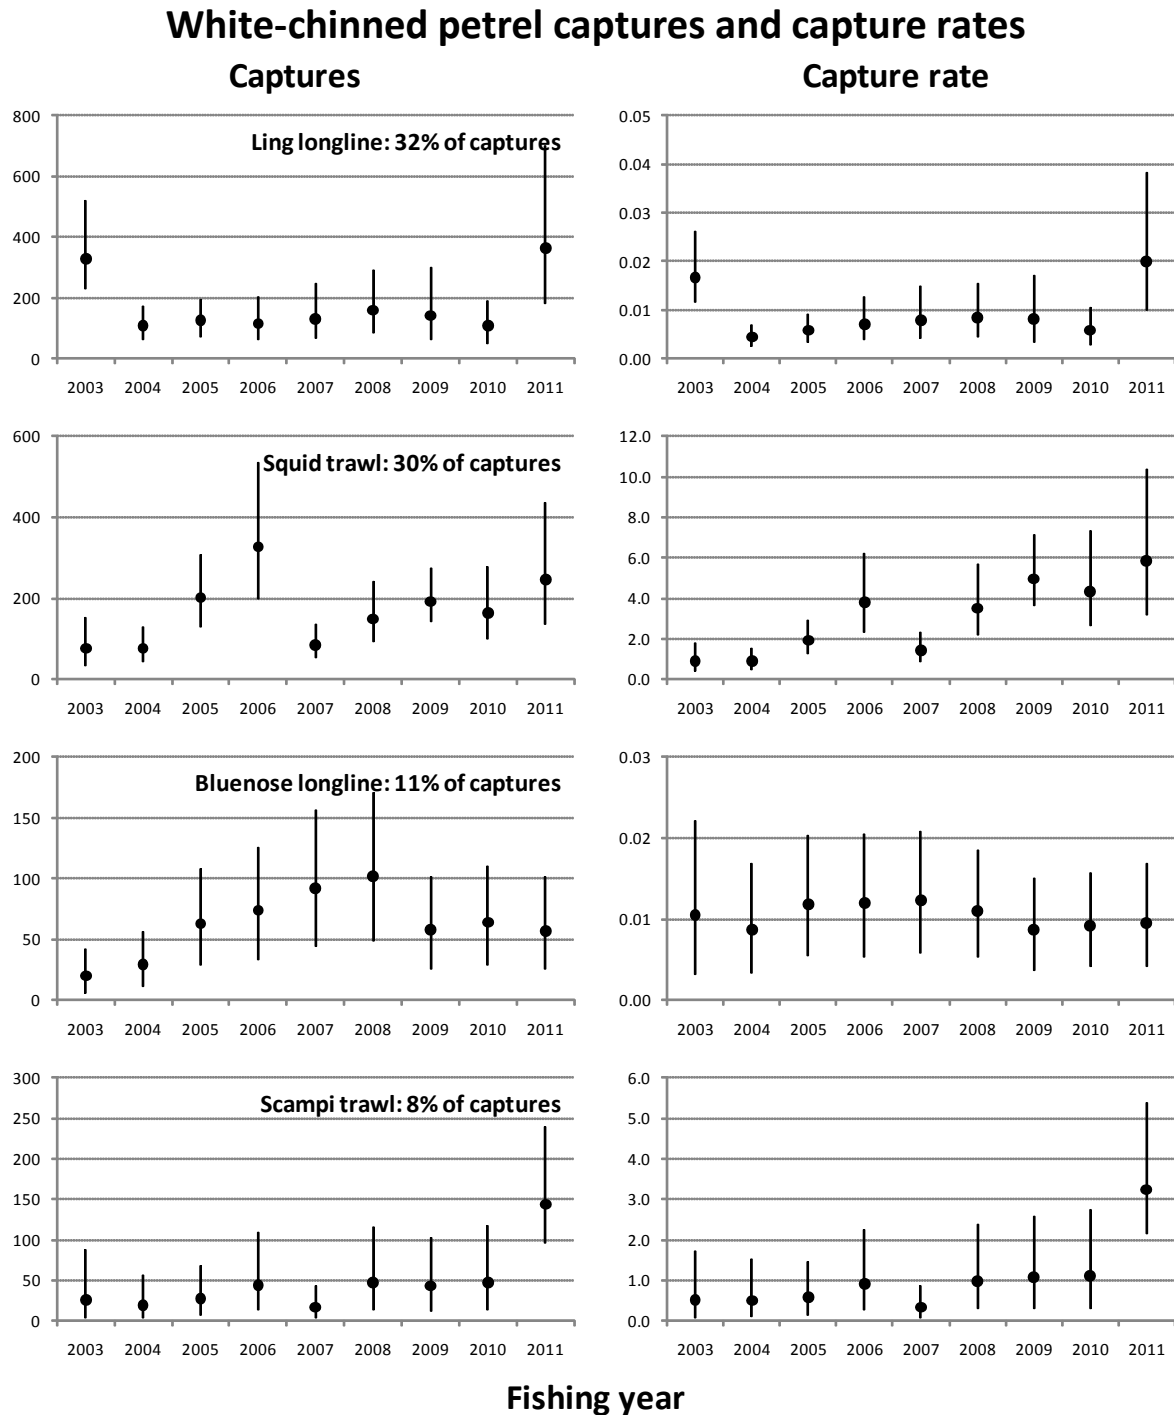 White-chinned petrel captures and capture rates
Captures
Capture rate
800
600
400
200
0
Ling longline: 32% of captures
2003 2004 2005 2006 2007 2008 2009 2010 2011
0.05
0.04
0.03
0.02
0.01
0.00
2003 2004 2005 2006 2007 2008 2009 2010 2011
600
400
200
0
Squid trawl: 30% of captures
2003 2004 2005 2006 2007 2008 2009 2010 2011
12.0
10.0
8.0
6.0
4.0
2.0
0.0
2003 2004 2005 2006 2007 2008 2009 2010 2011
200
150
100
50
0
Bluenose longline: 11% of captures
2003 2004 2005 2006 2007 2008 2009 2010 2011
0.03
0.02
0.01
0.00
2003 2004 2005 2006 2007 2008 2009 2010 2011
300
250
200
150
100
50
0
Scampi trawl: 8% of captures
2003 2004 2005 2006 2007 2008 2009 2010 2011
6.0
5.0
4.0
3.0
2.0
1.0
0.0
2003 2004 2005 2006 2007 2008 2009 2010 2011
Fishing year